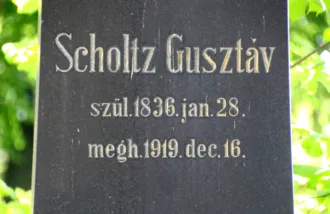 Scholtz Gusztáv
szül.1836.jan.28.
megh.1919.dec.16.